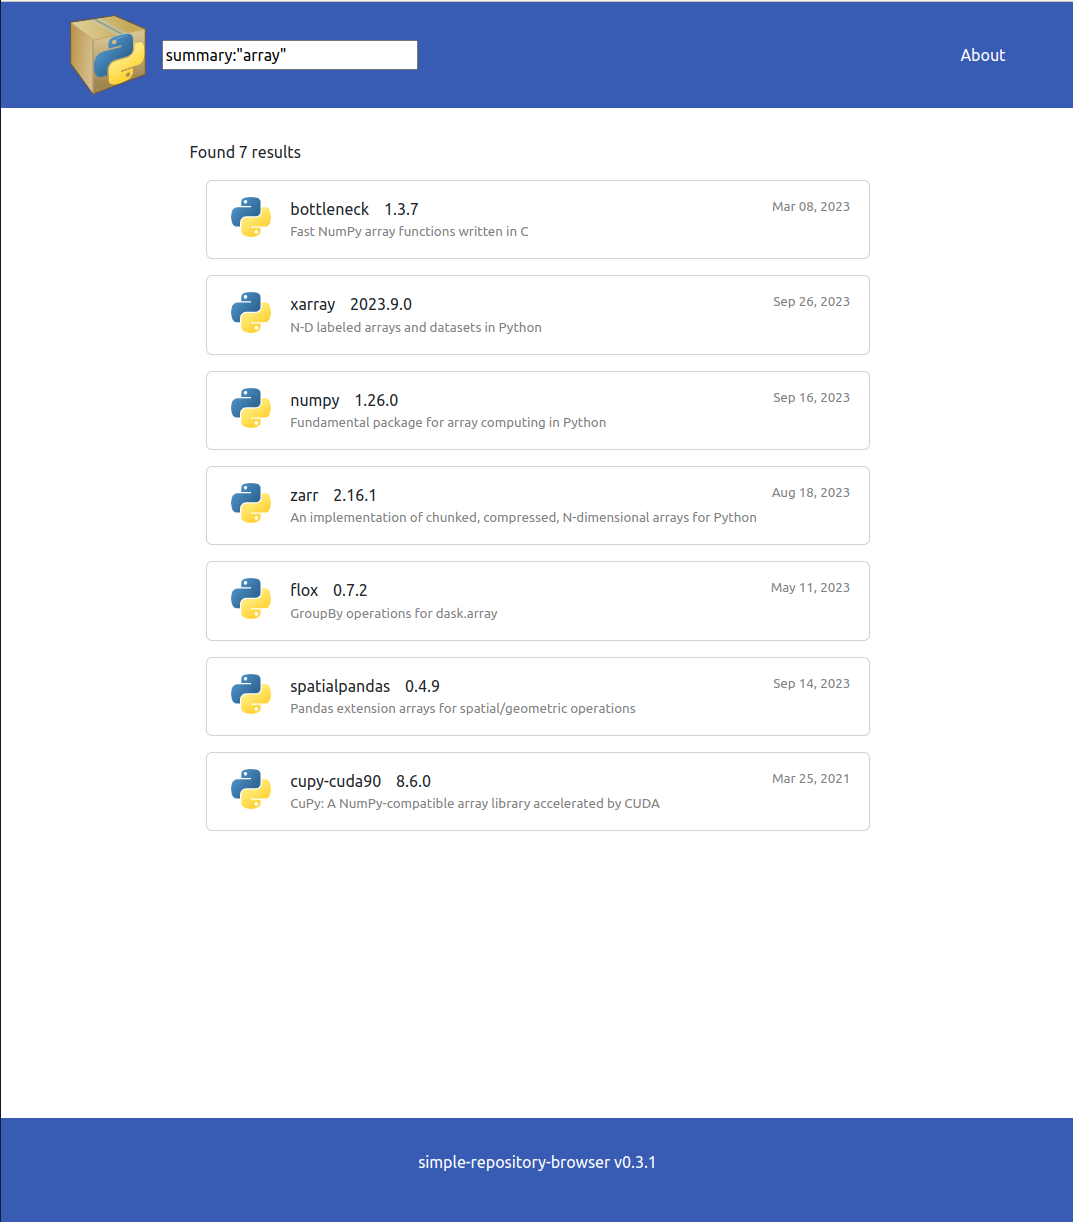 summary:"array"
About
Found 7 results
bottleneck 1.3.7 Mar 08, 2023
Fast NumPy array functions written in C
xarray 2023.9.0 Sep 26, 2023
N-D labeled arrays and datasets in Python
numpy 1.26.0 Sep 16, 2023
Fundamental package for array computing in Python
zarr 2.16.1 Aug 18, 2023
An implementation of chunked, compressed, N-dimensional arrays for Python
flox 0.7.2 May 11, 2023
GroupBy operations for dask.array
spatialpandas 0.4.9 Sep 14, 2023
Pandas extension arrays for spatial/geometric operations
cupy-cuda90 8.6.0 Mar 25, 2021
CuPy: A NumPy-compatible array library accelerated by CUDA
simple-repository-browser v0.3.1